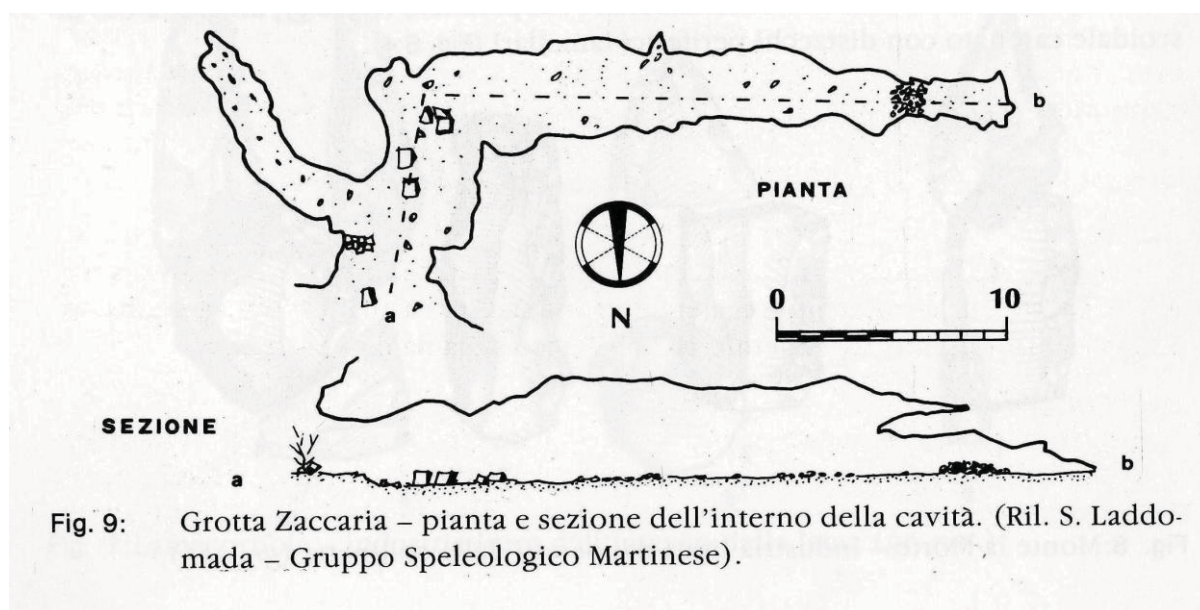 b
PIANTA
N
0 10
a
SEZIONE
a
b
Fig. 9: Grotta Zaccaria – pianta e sezione dell'interno della cavità. (Ril. S. Laddo-
mada – Gruppo Speleologico Martinese).